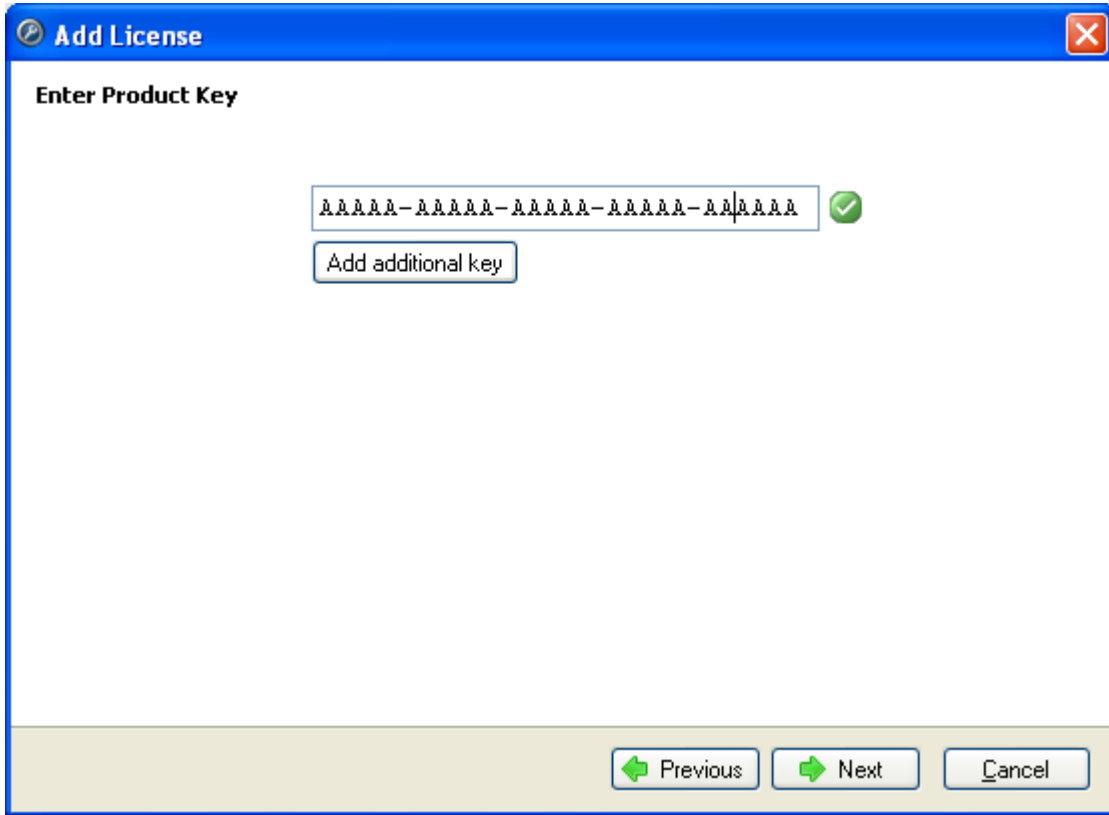 Add License
Enter Product Key
AAAAA-AAAAA-AAAAA-AAAAA-AAAAAA
Add additional key
Previous
Next
Cancel